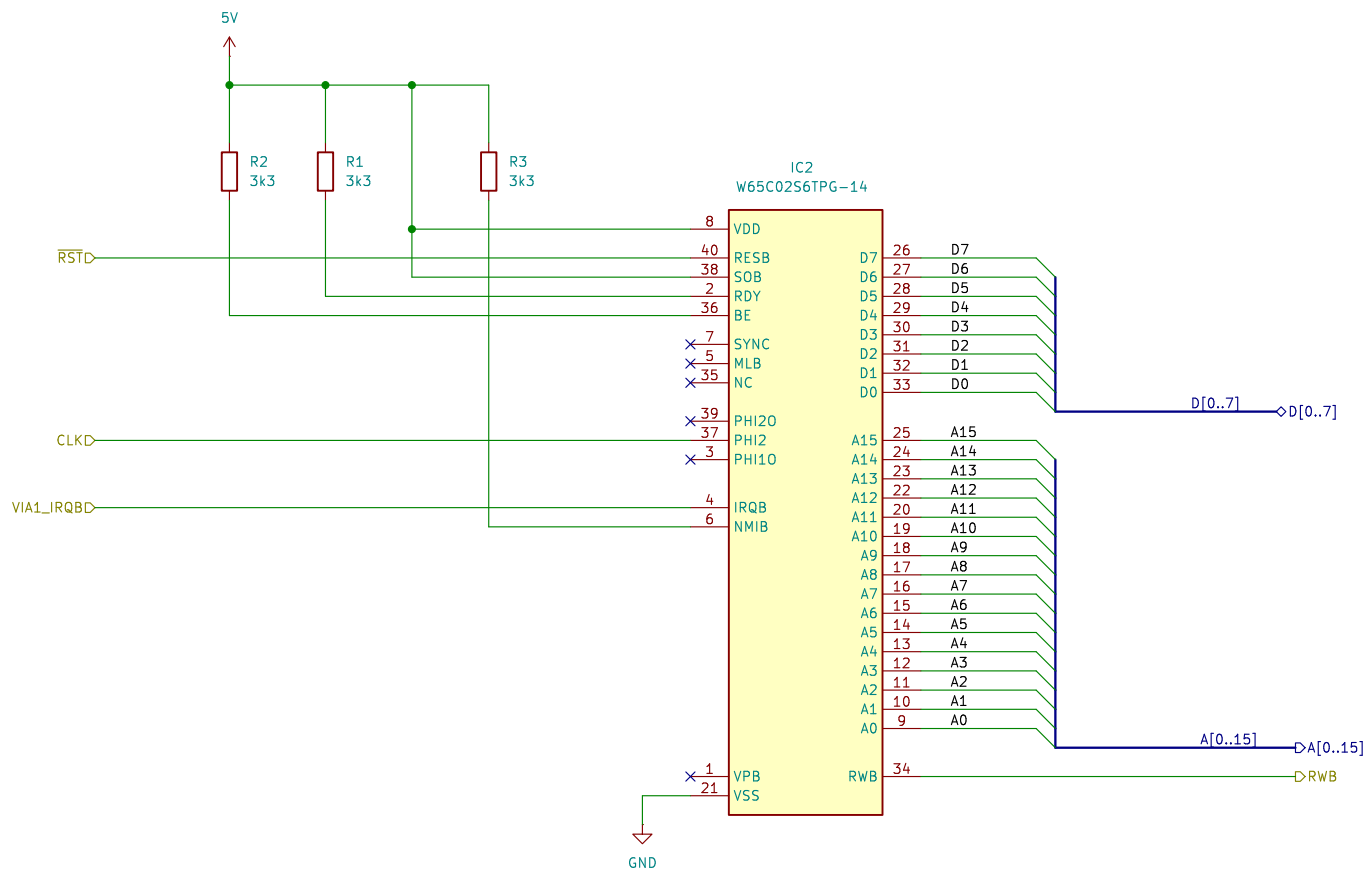 5V
R2
3k3
R1
3k3
R3
3k3
IC2
W65C02S6TPG-14
8 VDD
RST 40 RESB
38 SOB
2 RDY
36 BE
7 SYNC
5 MLB
35 NC
39 PHI2O
CLK 37 PHI2
3 PHI1O
VIA1_IRQB 4 IRQB
6 NMIB
1 VPB
21 VSS
GND
D7 26 D7
D6 27 D6
D5 28 D5
D4 29 D4
D3 30 D3
D2 31 D2
D1 32 D1
D0 33 D0
D[0..7] D[0..7]
A15 25 A15
A14 24 A14
A13 23 A13
A12 22 A12
A11 20 A11
A10 19 A10
A9 18 A9
A8 17 A8
A7 16 A7
A6 15 A6
A5 14 A5
A4 13 A4
A3 12 A3
A2 11 A2
A1 10 A1
A0 9 A0
A[0..15] A[0..15]
RWB 34 RWB